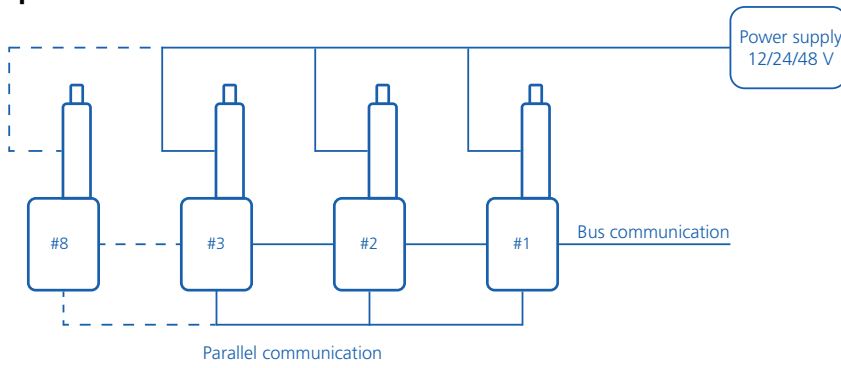 Power supply
12/24/48 V
#8
#3
#2
#1
Bus communication
Parallel communication